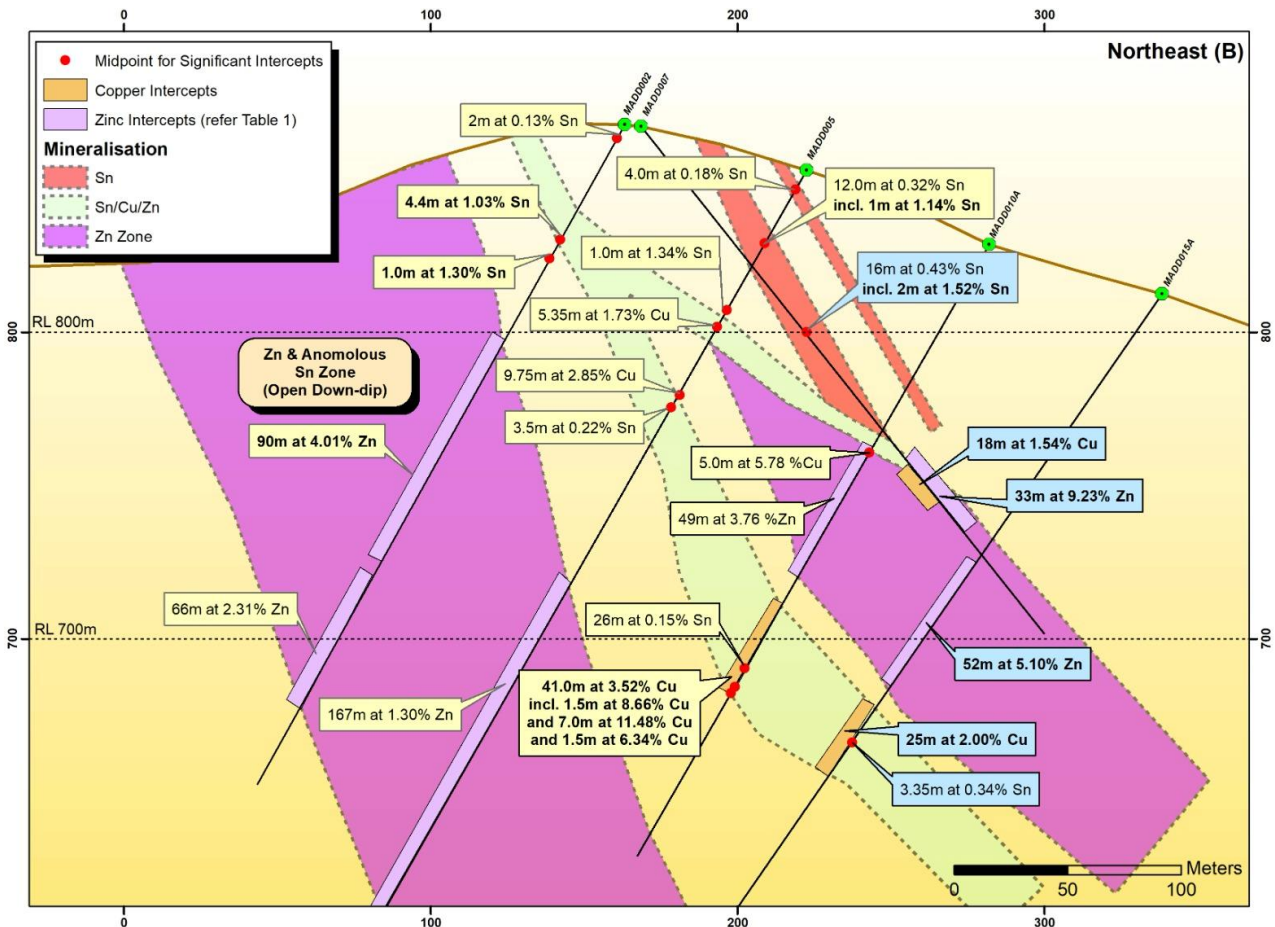 0
100
200
300
Northeast (B)
Midpoint for Significant Intercepts
Copper Intercepts
Zinc Intercepts (refer Table 1)
Mineralisation
Sn
Sn/Cu/Zn
Zn Zone
MADD002
MADD007
MADD005
MADD010A
MADD015A
2m at 0.13% Sn
4.0m at 0.18% Sn
12.0m at 0.32% Sn
incl. 1m at 1.14% Sn
4.4m at 1.03% Sn
1.0m at 1.30% Sn
1.0m at 1.34% Sn
16m at 0.43% Sn
incl. 2m at 1.52% Sn
5.35m at 1.73% Cu
800
RL 800m
800
Zn & Anomolous
Sn Zone
(Open Down-dip)
9.75m at 2.85% Cu
3.5m at 0.22% Sn
90m at 4.01% Zn
18m at 1.54% Cu
5.0m at 5.78 %Cu
33m at 9.23% Zn
49m at 3.76 %Zn
66m at 2.31% Zn
26m at 0.15% Sn
700
RL 700m
700
52m at 5.10% Zn
167m at 1.30% Zn
41.0m at 3.52% Cu
incl. 1.5m at 8.66% Cu
and 7.0m at 11.48% Cu
and 1.5m at 6.34% Cu
25m at 2.00% Cu
3.35m at 0.34% Sn
Meters
0
50
100
0
100
200
300